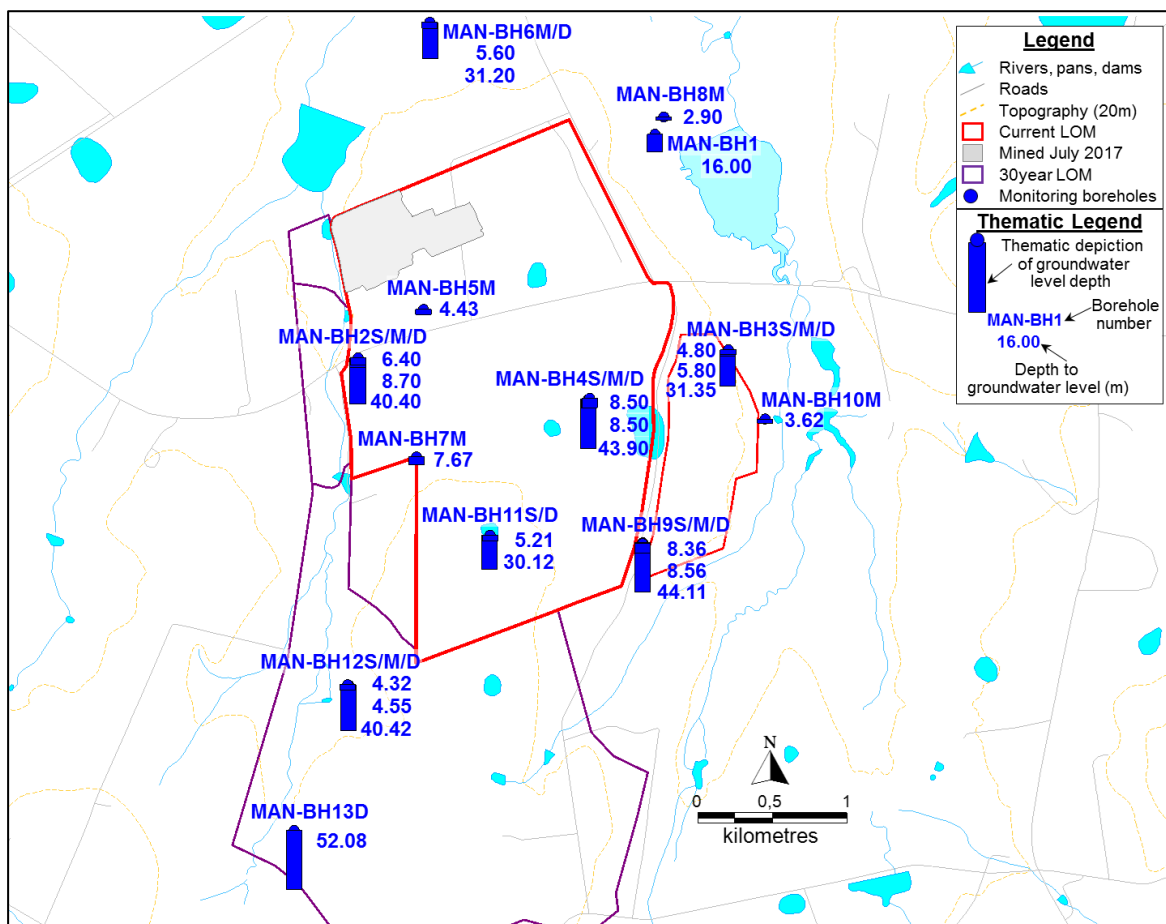 MAN-BH6M/D
5.60
31.20
MAN-BH8M
2.90
MAN-BH1
16.00
MAN-BH5M
4.43
MAN-BH2S/M/D
6.40
8.70
40.40
MAN-BH3S/M/D
4.80
5.80
31.35
MAN-BH4S/M/D
8.50
8.50
43.90
MAN-BH10M
3.62
MAN-BH7M
7.67
MAN-BH11S/D
5.21
30.12
MAN-BH9S/M/D
8.36
8.56
44.11
MAN-BH12S/M/D
4.32
4.55
40.42
MAN-BH13D
52.08
N
0 0,5 1
kilometres
Legend
Rivers, pans, dams
Roads
Topography (20m)
Current LOM
Mined July 2017
30year LOM
Monitoring boreholes
Thematic Legend
Thematic depiction
of groundwater
level depth
MAN-BH1
16.00
Borehole
number
Depth to
groundwater level (m)